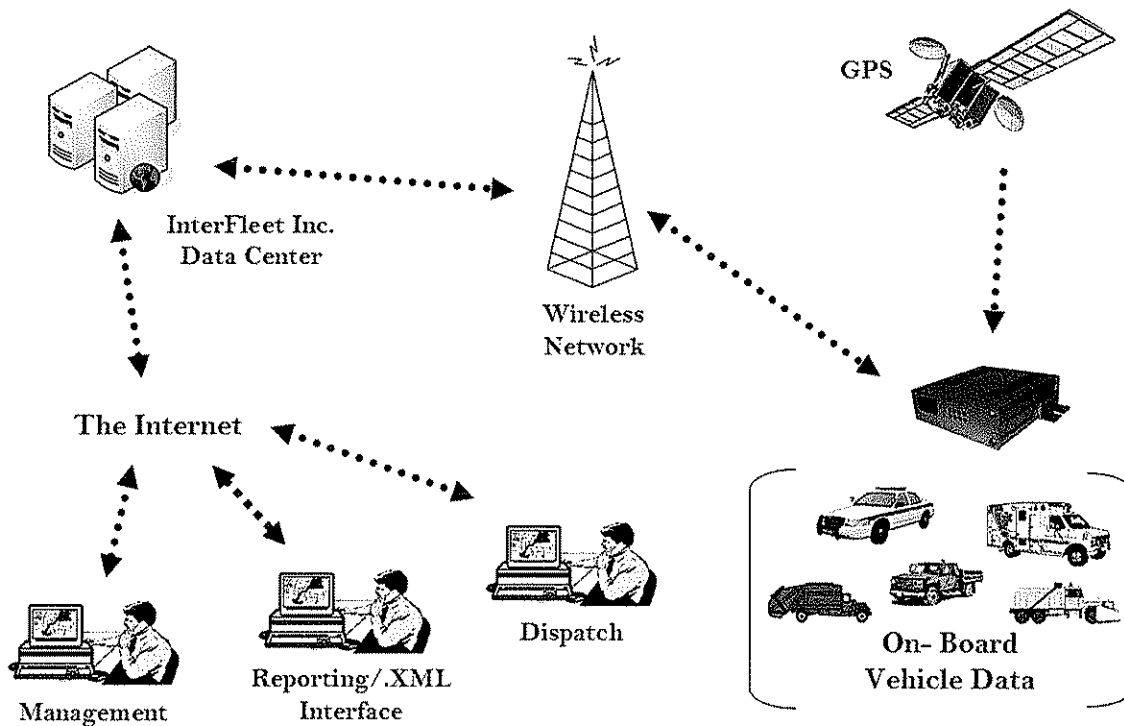 GPS
InterFleet Inc.
Data Center
Wireless
Network
The Internet
Dispatch
On- Board
Vehicle Data
Reporting/.XML
Interface
Management